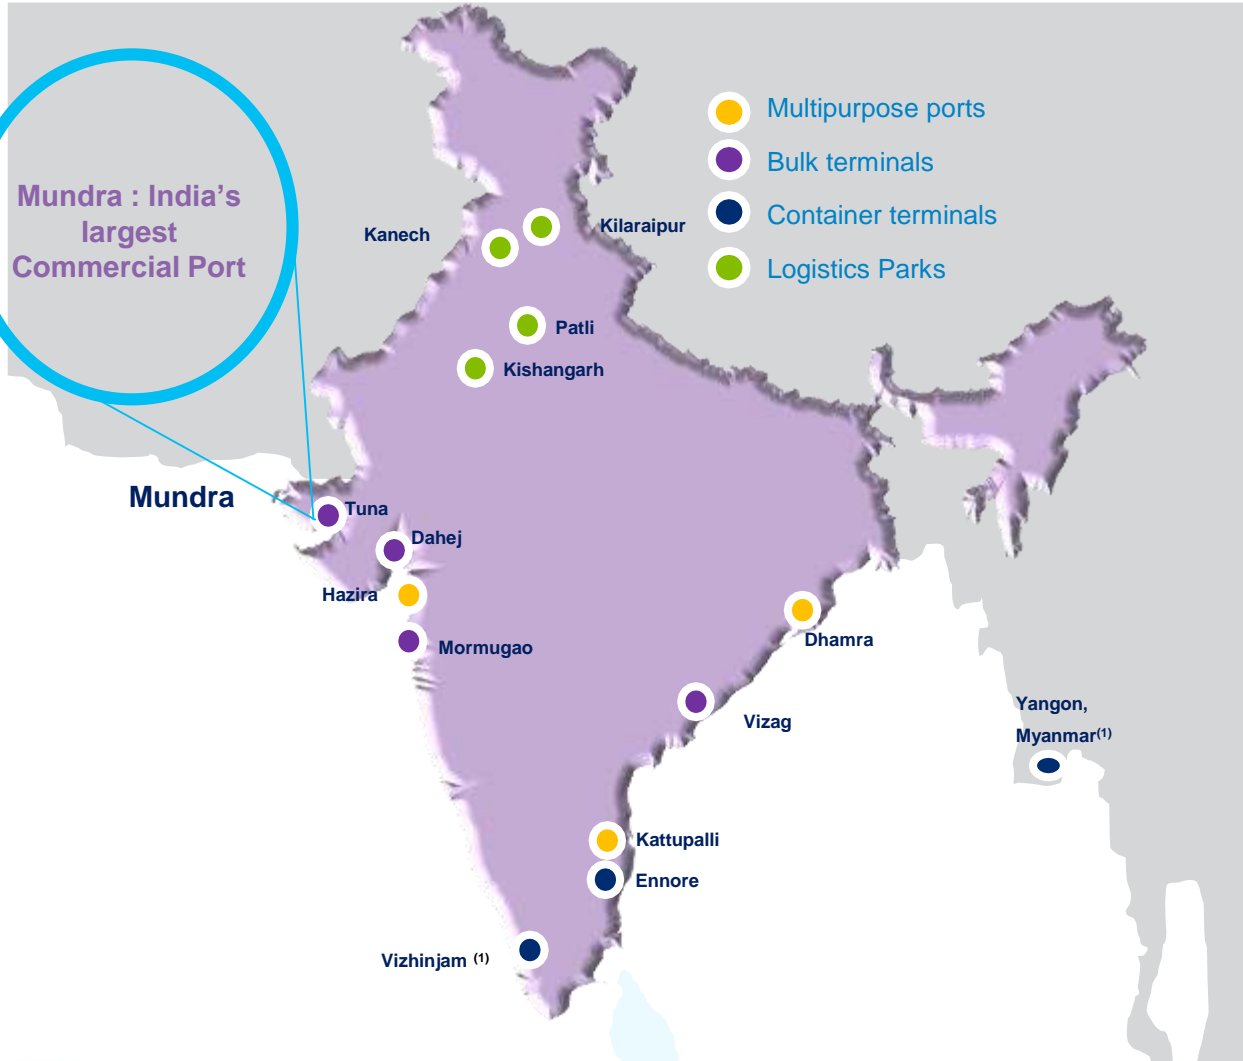 Mundra : India's
largest
Commercial Port
Multipurpose ports
Bulk terminals
Container terminals
Logistics Parks
Kanech
Kilaraipur
Patli
Kishangarh
Mundra
Tuna
Dahej
Hazira
Mormugao
Dhamra
Vizag
Yangon,
Myanmar(1)
Kattupalli
Ennore
Vizhinjam (1)